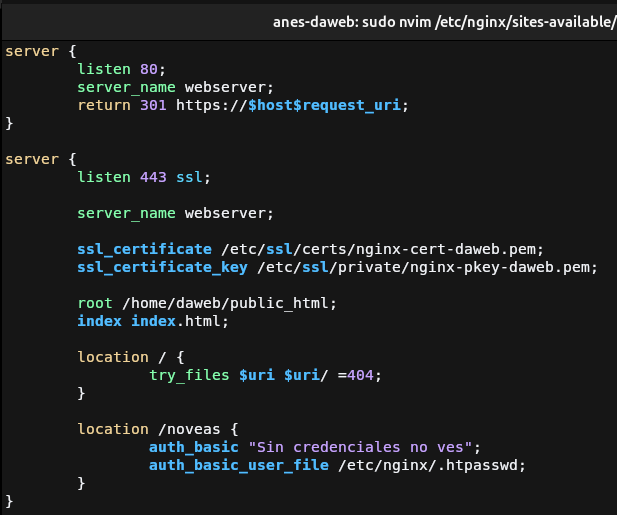 anes-daweb: sudo nvim /etc/nginx/sites-available/
server {
listen 80;
server_name webserver;
return 301 https://$host$request_uri;
}
server {
listen 443 ssl;
server_name webserver;
ssl_certificate /etc/ssl/certs/nginx-cert-daweb.pem;
ssl_certificate_key /etc/ssl/private/nginx-pkey-daweb.pem;
root /home/daweb/public_html;
index index.html;
location / {
try_files $uri $uri/ =404;
}
location /noveas {
auth_basic "Sin credenciales no ves";
auth_basic_user_file /etc/nginx/.htpasswd;
}
}